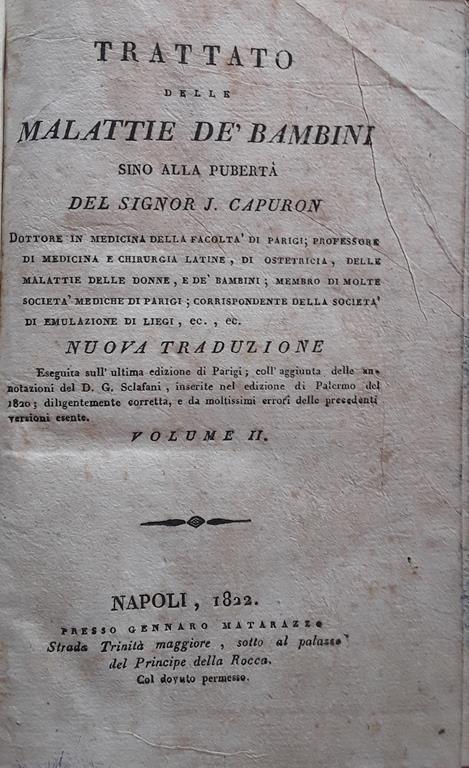 TRATTATO
DELLE
MALATTIE DE' BAMBINI
SINO ALLA PUBERTÀ
DEL SIGNOR J. CAPURON
DOTTORE IN MEDICINA DELLA FACOLTA' DI PARIGI; PROFESSORE
DI MEDICINA E CHIRURGIA LATINE, DI OSTETRICIA, DELLE
MALATTIE DELLE DONNE, E DE' BAMBINI; MEMBRO DI MOLTE
SOCIETA' MEDICHE DI PARIGI; CORRISPONDENTE DELLA SOCIETA'
DI EMULAZIONE DI LIEGI, ec., ec.
NUOVA TRADUZIONE
Eseguita sull'ultima edizione di Parigi; coll'aggiunta delle an-
notazioni del D. G. Sclafani, inserite nel edizione di Palermo del
1820; diligentemente corretta, e da moltissimi errori delle precedenti
versioni esente.
VOLUME II.
NAPOLI, 1822.
PRESSO GENNARO MATARAZZO
Strada Trinità maggiore, sotto al palazzo
del Principe della Rocca.
Col dovuto permesso.